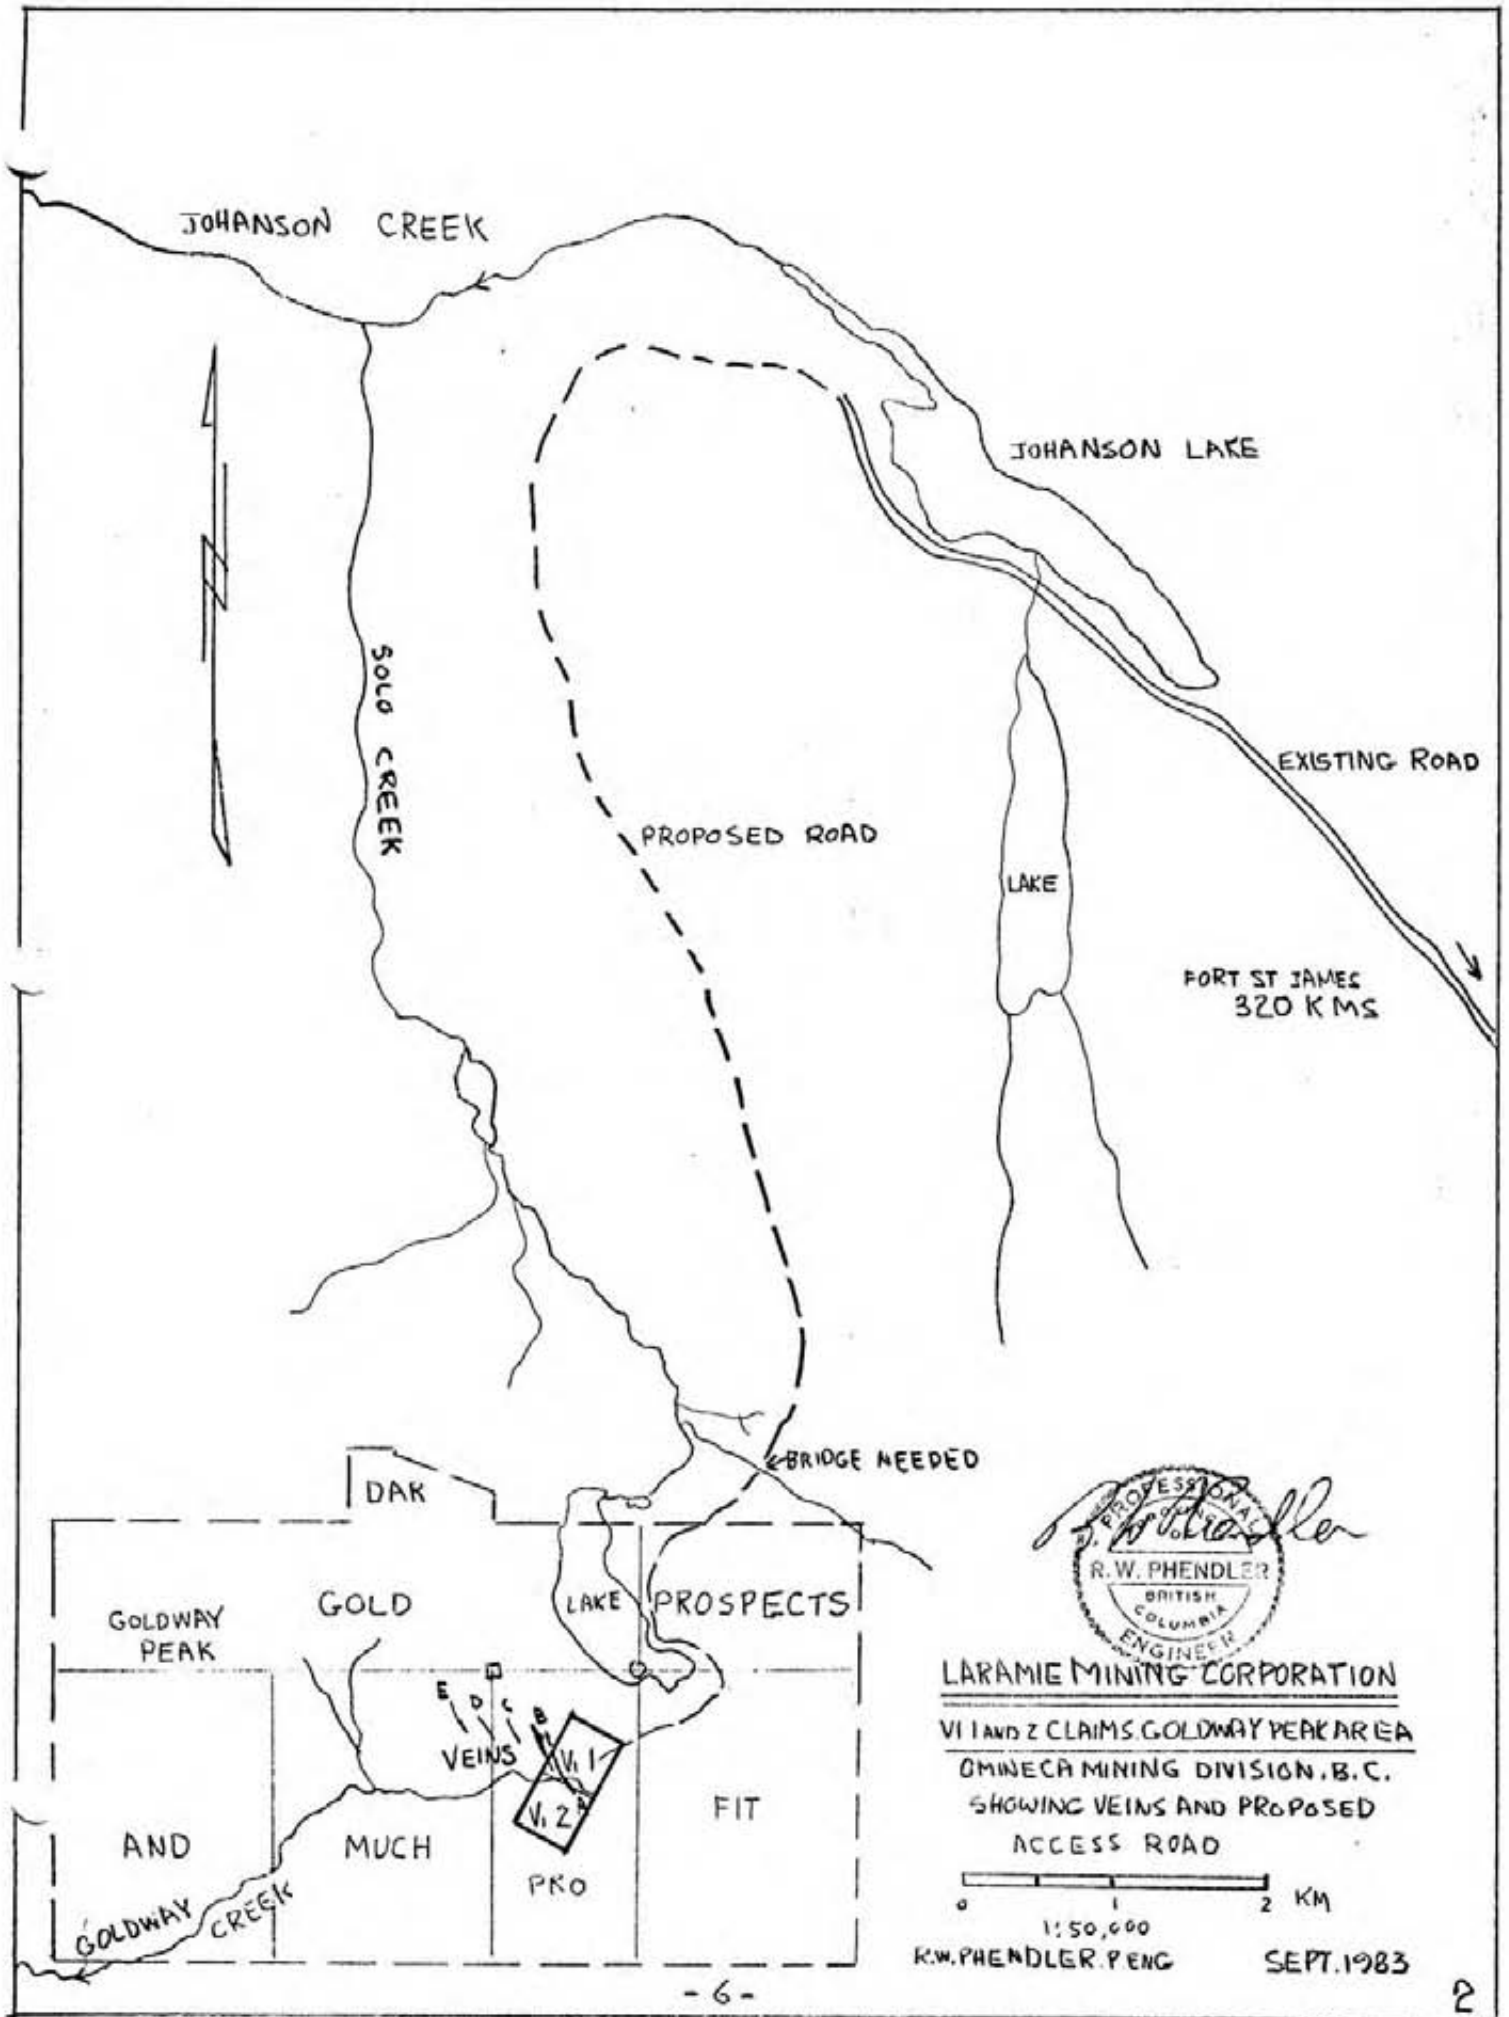 JOHANSON CREEK
JOHANSON LAKE
SOLO CREEK
EXISTING ROAD
PROPOSED ROAD
LAKE
FORT ST JAMES
320 KMS
BRIDGE NEEDED
DAK
GOLD
LAKE
PROSPECTS
GOLDWAY
PEAK
E
D
C
B
VEINS
Vi 1
Vi 2
A
FIT
AND
MUCH
PRO
GOLDWAY CREEK
PROFESSIONAL
PROVINCE
OF
R.W. PHENDLER
BRITISH
COLUMBIA
ENGINEER
LARAMIE MINING CORPORATION
VI 1 AND 2 CLAIMS. GOLDWAY PEAK AREA
OMINECA MINING DIVISION. B.C.
SHOWING VEINS AND PROPOSED
ACCESS ROAD
0 1 2 KM
1:50,000
R.W. PHENDLER. P ENG SEPT. 1983
-6-
2